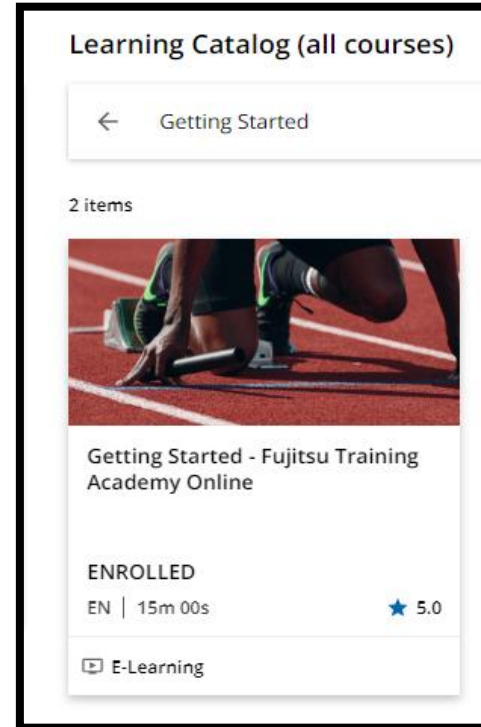 Learning Catalog (all courses)
Getting Started
2 items
Getting Started - Fujitsu Training
Academy Online
ENROLLED
EN | 15m 00s
5.0
E-Learning